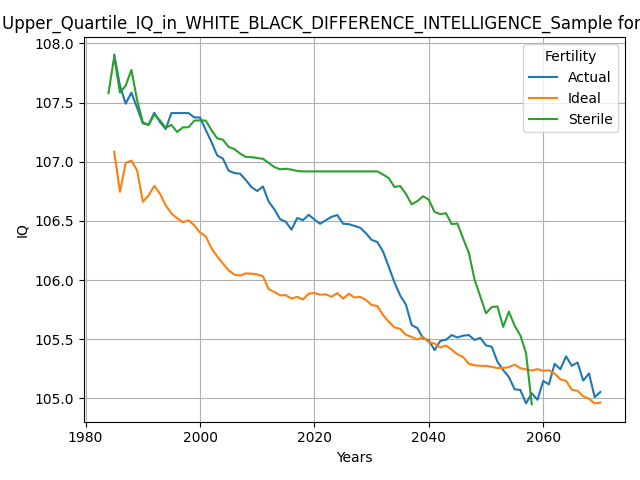 Upper_Quartile_IQ_in_WHITE_BLACK_DIFFERENCE_INTELLIGENCE_Sample for
108.0
107.5
107.0
106.5
106.0
105.5
105.0
IQ
1980
2000
2020
2040
2060
Years
Fertility
Actual
Ideal
Sterile